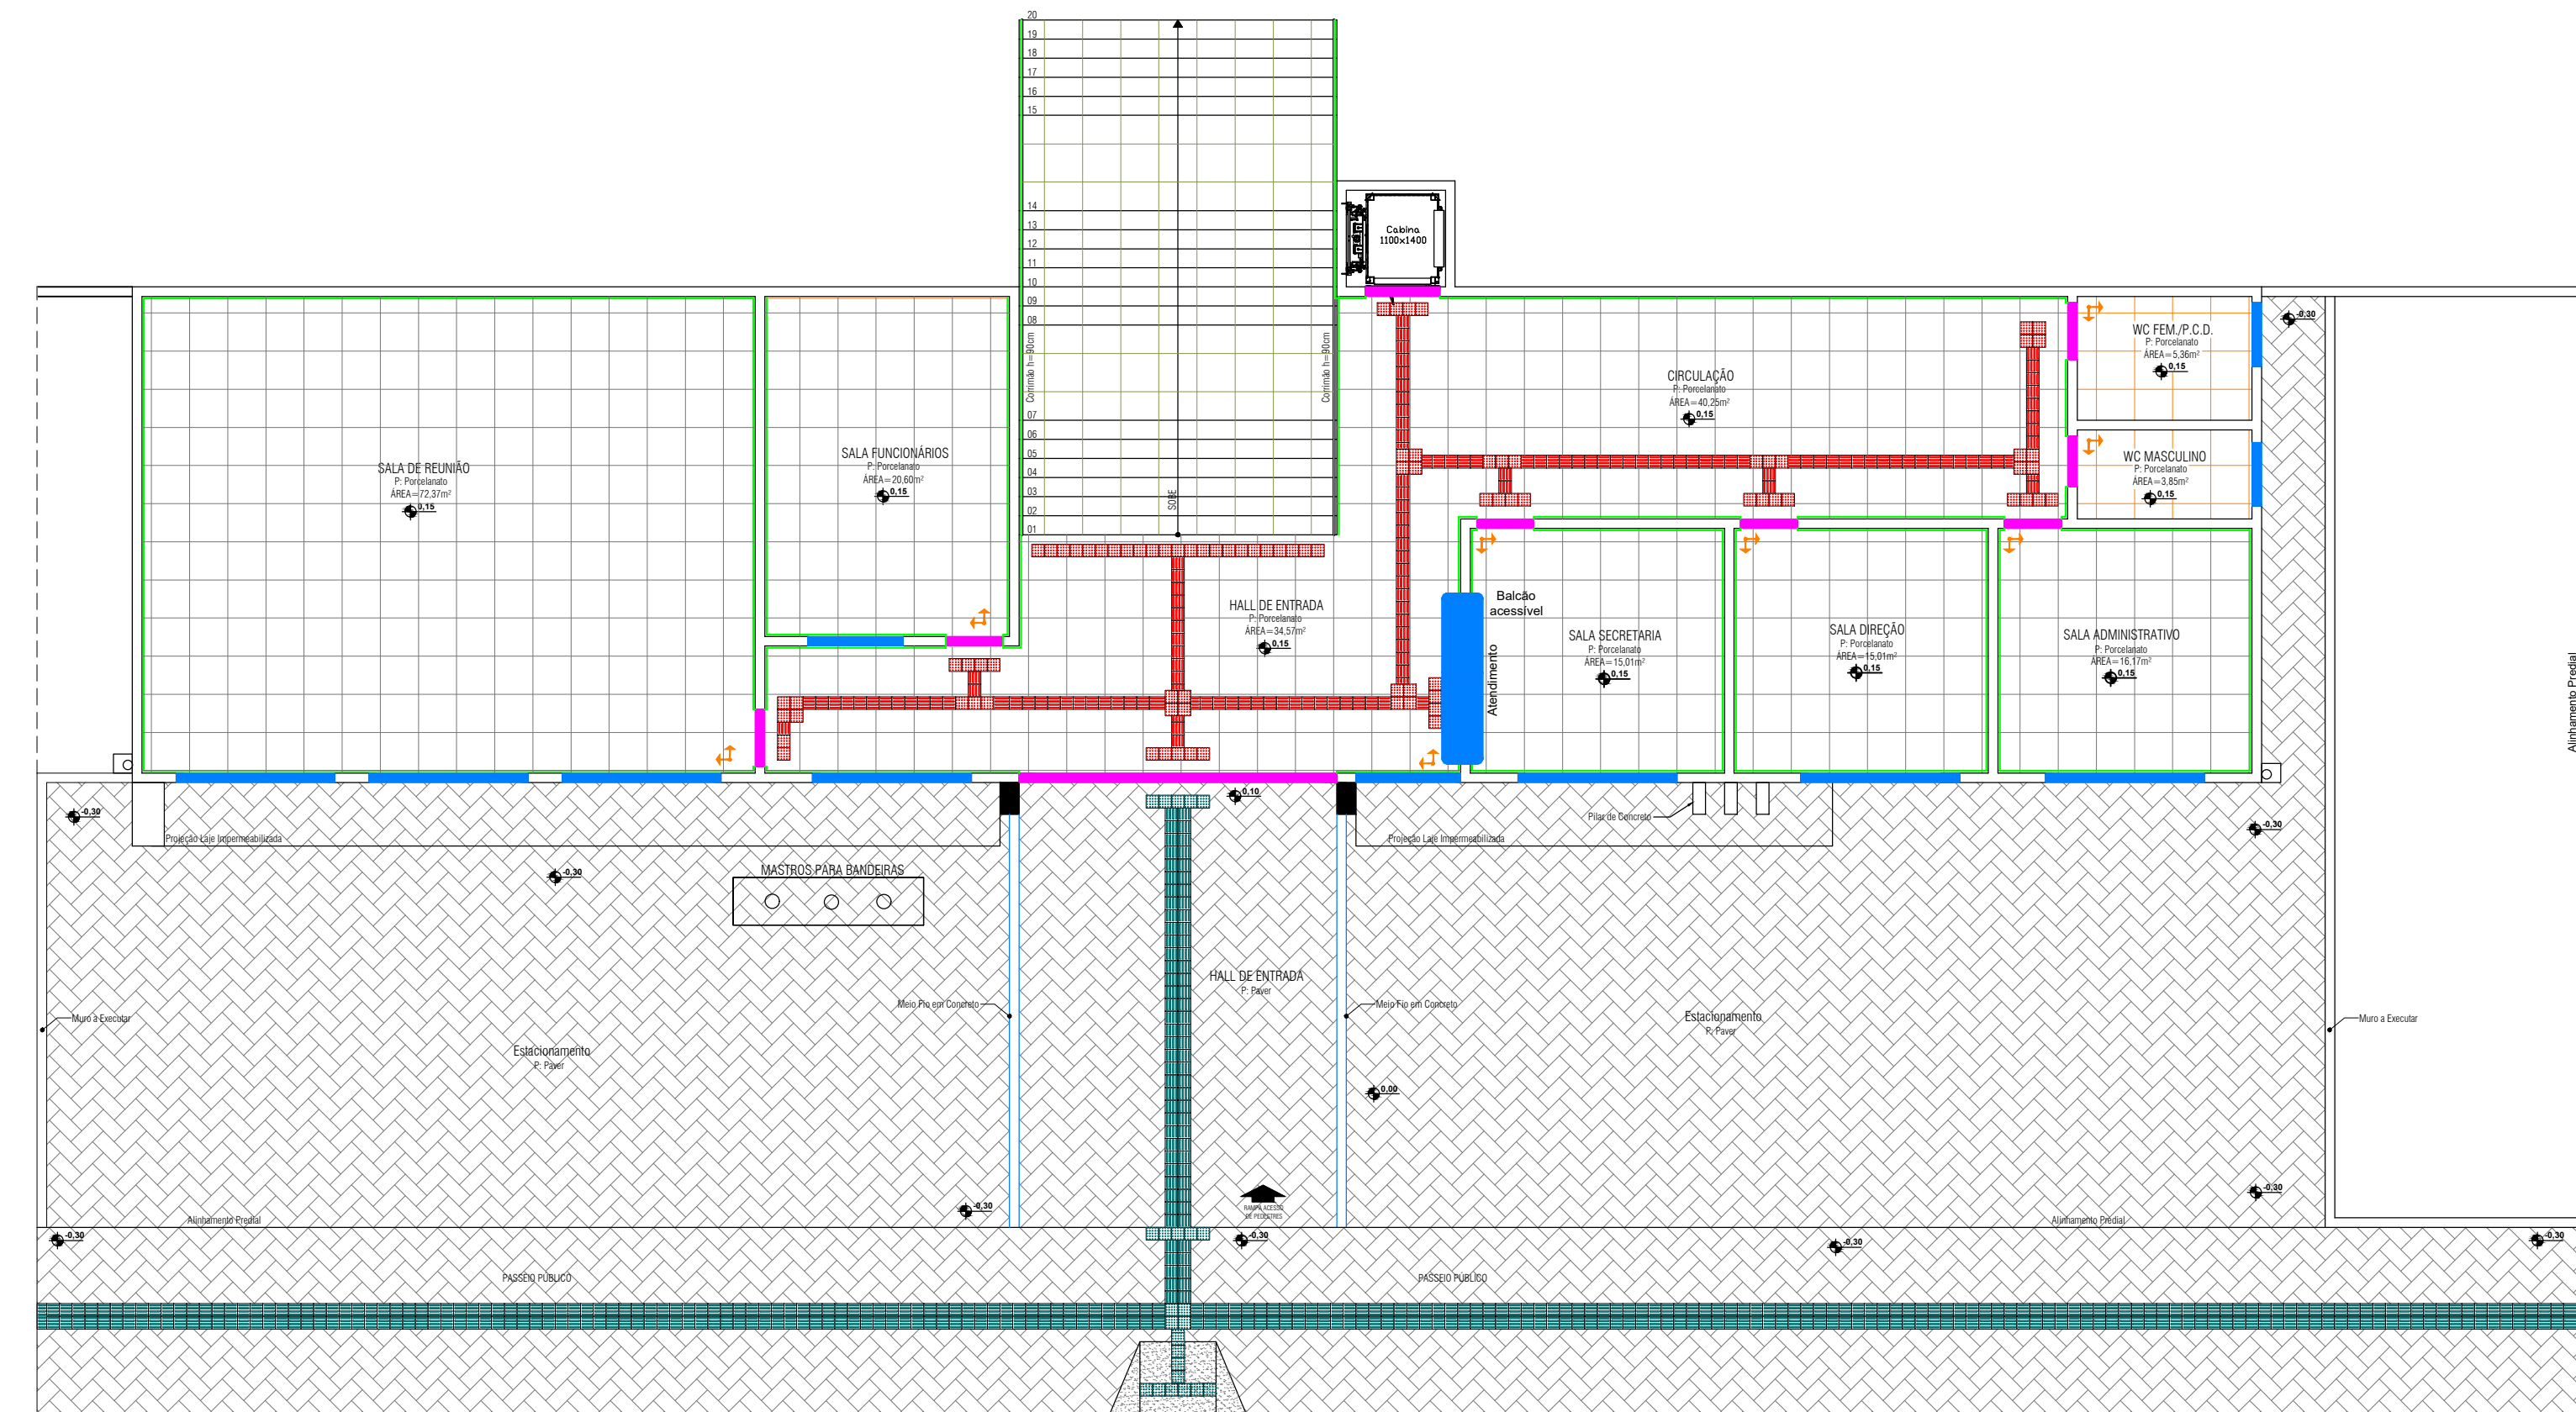 20
19
18
17
16
15
14
13
12
11
10
09
08
07
06
05
04
03
02
01
Corrimão h=90cm
Corrimão h=90cm
SOBE
Cabina
1100x1400
SALA DE REUNIÃO
P: Porcelanato
ÁREA=72,37m²
0,15
SALA FUNCIONÁRIOS
P: Porcelanato
ÁREA=20,60m²
0,15
CIRCULAÇÃO
P: Porcelanato
ÁREA=40,25m²
0,15
WC FEM./P.C.D.
P: Porcelanato
ÁREA=5,36m²
0,15
-0,30
WC MASCULINO
P: Porcelanato
ÁREA=3,85m²
0,15
HALL DE ENTRADA
P: Porcelanato
ÁREA=34,57m²
0,15
Balcão
acessível
Atendimento
SALA SECRETARIA
P: Porcelanato
ÁREA=15,01m²
0,15
SALA DIREÇÃO
P: Porcelanato
ÁREA=15,01m²
0,15
SALA ADMINISTRATIVO
P: Porcelanato
ÁREA=16,17m²
0,15
Alinhamento Predial
-0,30
0,10
Pilar de Concreto
-0,30
Projeção Laje Impermeabilizada
Projeção Laje Impermeabilizada
-0,30
MASTROS PARA BANDEIRAS
HALL DE ENTRADA
P: Paver
Meio Fio em Concreto
Meio Fio em Concreto
Muro a Executar
Estacionamento
P: Paver
Estacionamento
P: Paver
Muro a Executar
0,00
-0,30
-0,30
RAMPA ACESSO
DE PEDESTRES
Alinhamento Predial
Alinhamento Predial
-0,30
-0,30
-0,30
-0,30
PASSEIO PÚBLICO
PASSEIO PÚBLICO